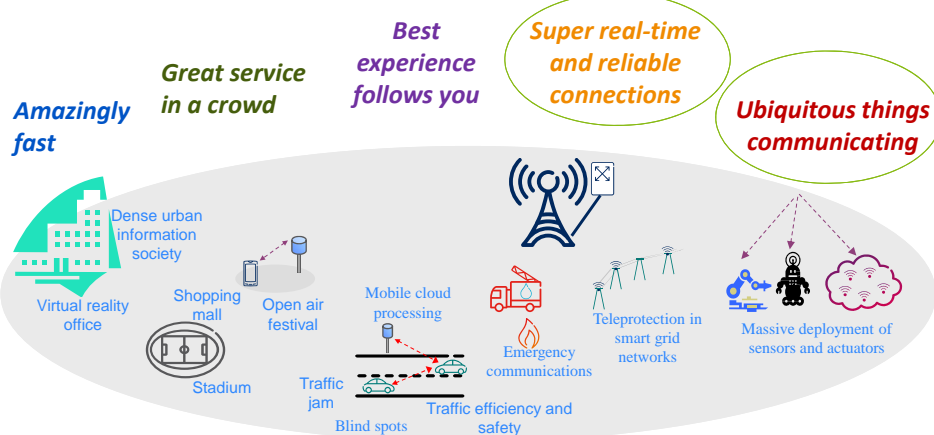 Amazingly
fast
Great service
in a crowd
Best
experience
follows you
Super real-time
and reliable
connections
Ubiquitous things
communicating
Dense urban
information
society
Virtual reality
office
Shopping
mall
Open air
festival
Stadium
Mobile cloud
processing
Traffic
jam
Blind spots
Traffic efficiency and
safety
Emergency
communications
Teleprotection in
smart grid
networks
Massive deployment of
sensors and actuators